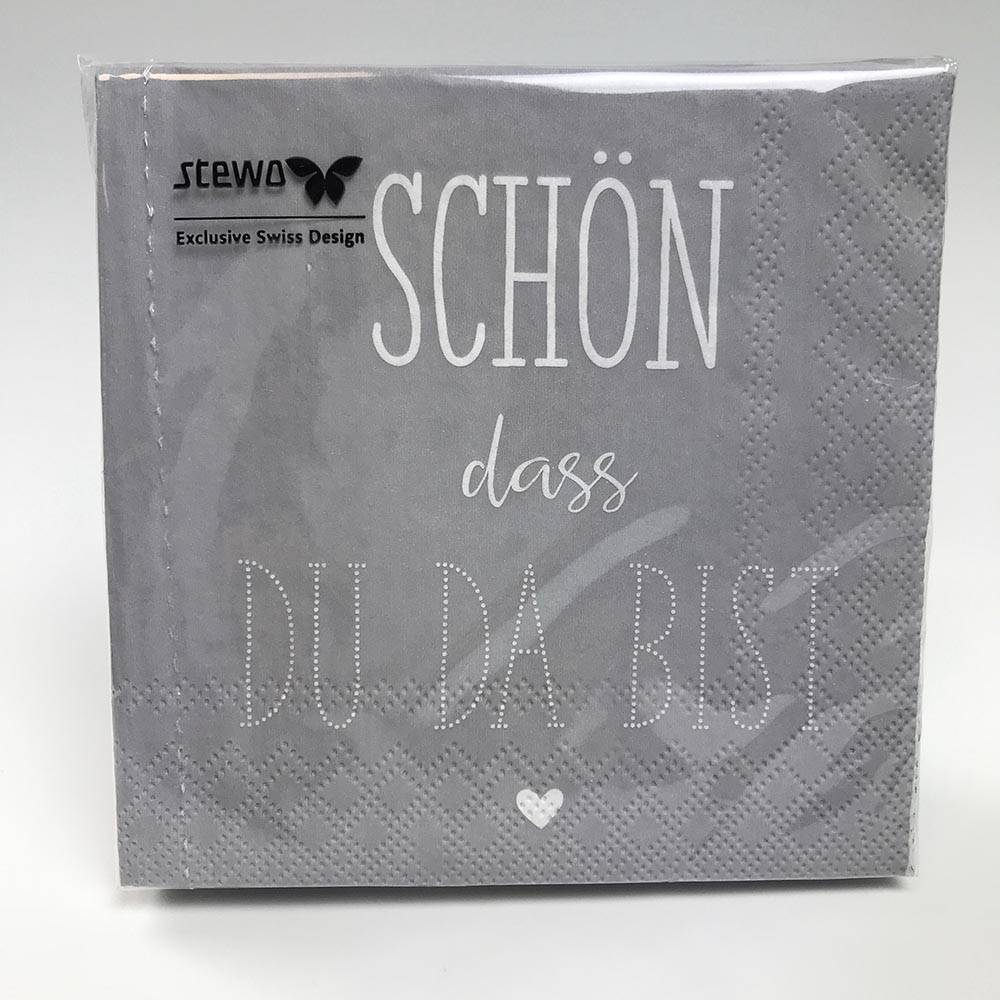 stewo
Exclusive Swiss Design
SCHÖN
dass
DU DA BIST